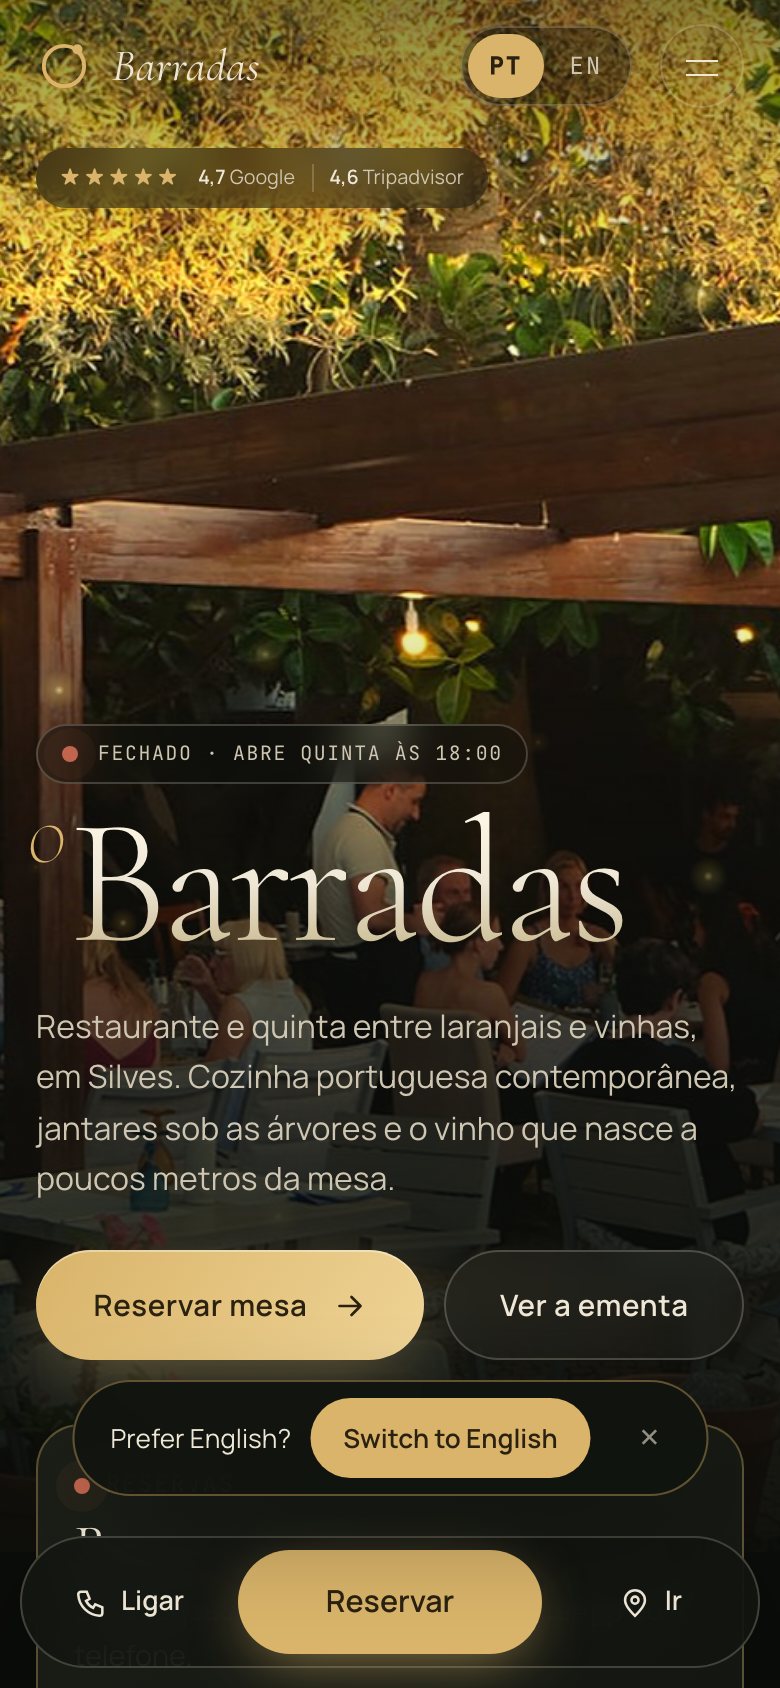 Barradas
PT EN
4,7 Google 4,6 Tripadvisor
FECHADO · ABRE QUINTA ÀS 18:00
O Barradas
Restaurante e quinta entre laranjais e vinhas,
em Silves. Cozinha portuguesa contemporânea,
jantares sob as árvores e o vinho que nasce a
poucos metros da mesa.
Reservar mesa →
Ver a ementa
Prefer English? Switch to English ×
Ligar
Reservar
Ir
telefone.